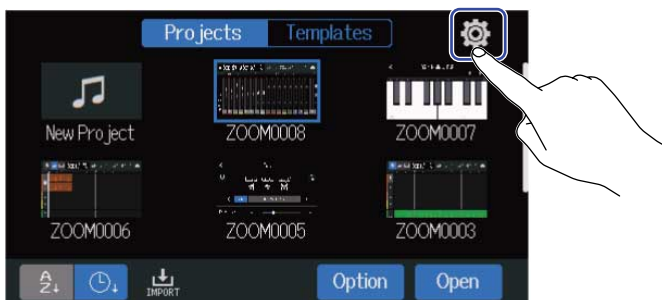 Projects Templates
New Project ZOOM0008 ZOOM0007
ZOOM0006 ZOOM0005 ZOOM0003
A Z↓ IMPORT Option Open